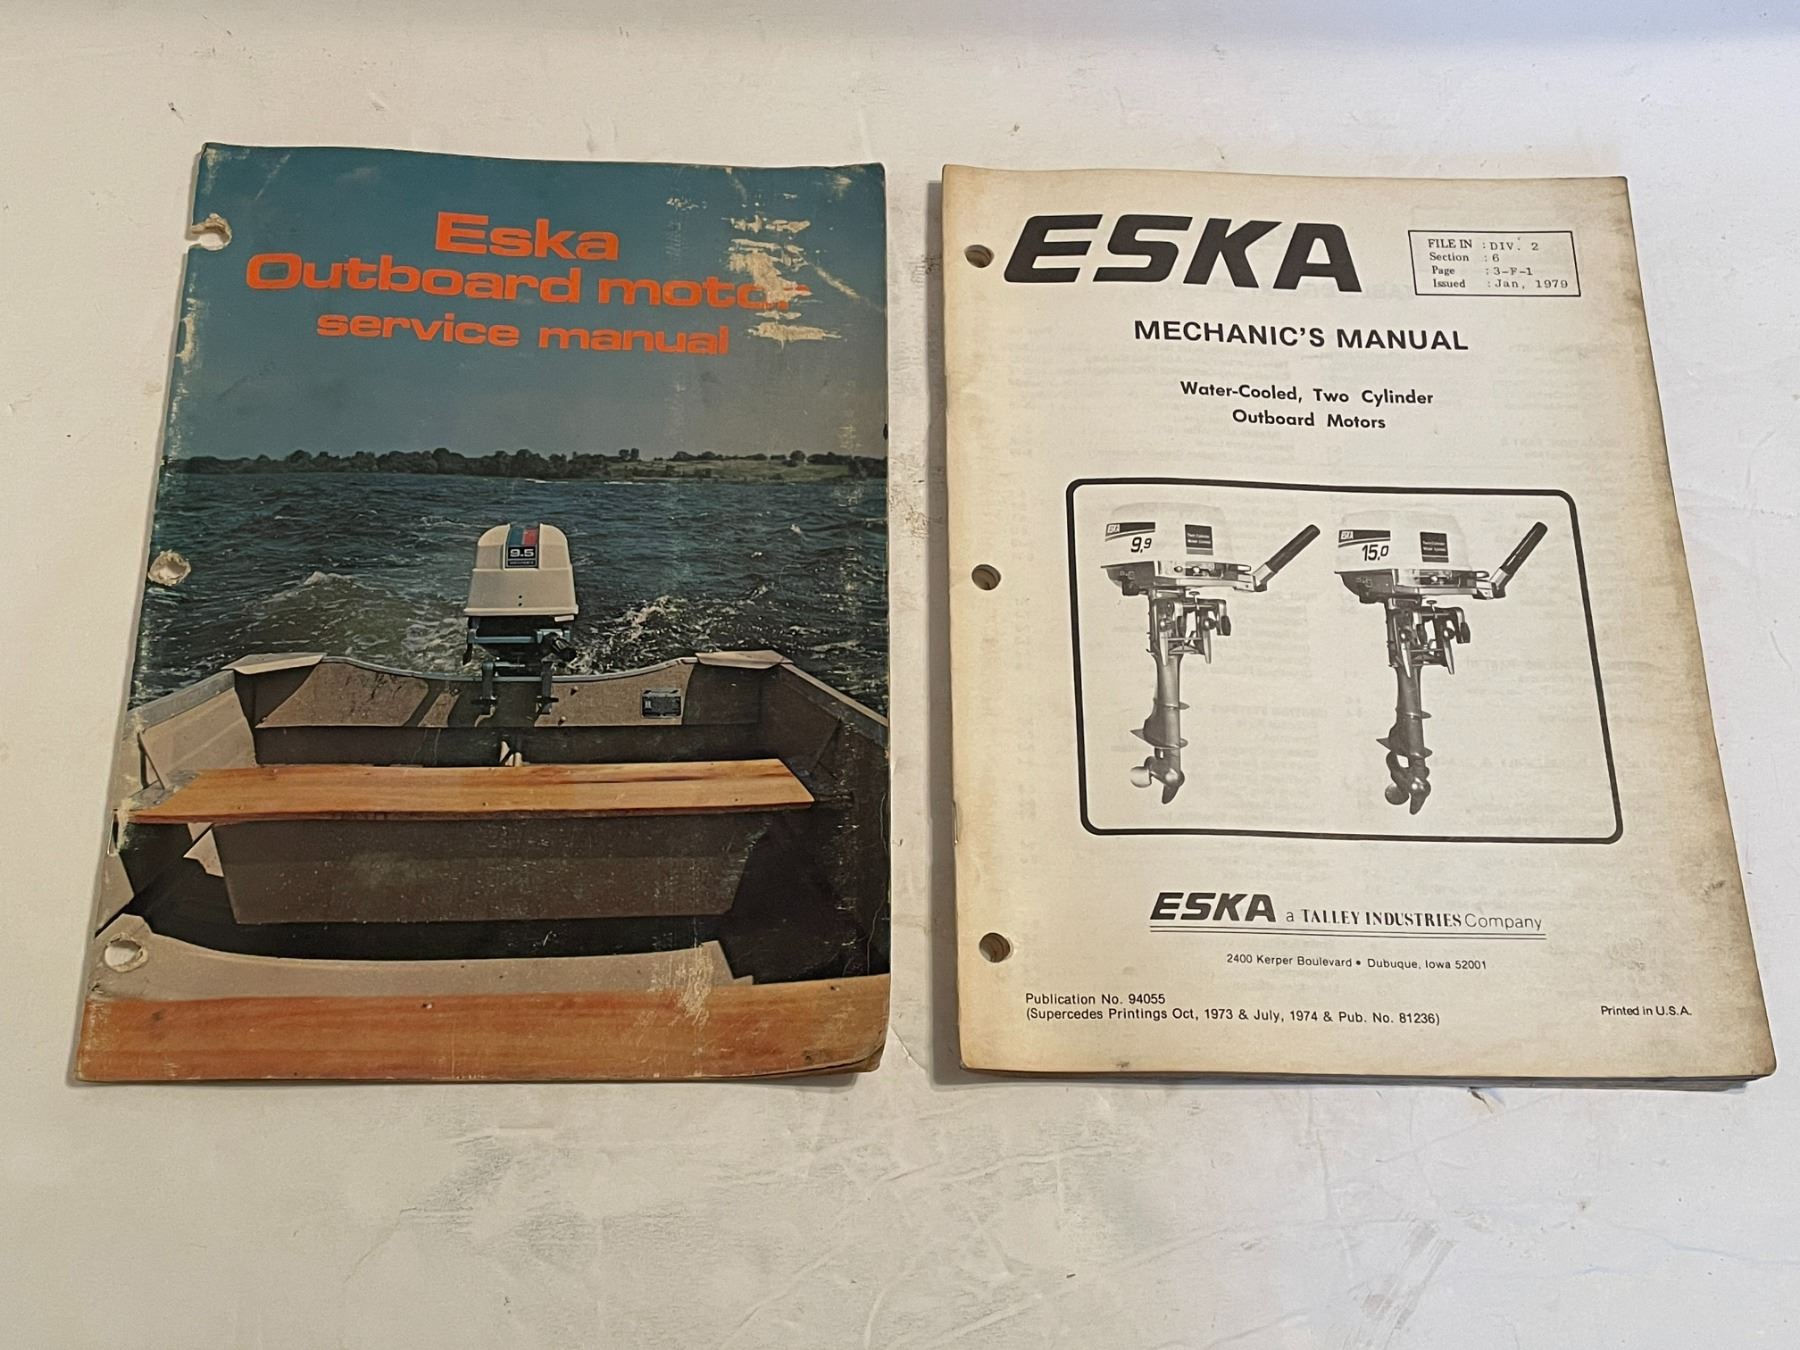 Eska
Outboard motor
service manual
9.5
ESKA
FILE IN : DIV. 2
Section : 6
Page : 3-F-1
Issued : Jan, 1979
MECHANIC'S MANUAL
Water-Cooled, Two Cylinder
Outboard Motors
ESKA
9.9
ESKA
15.0
ESKA a TALLEY INDUSTRIES Company
2400 Kerper Boulevard • Dubuque, Iowa 52001
Publication No. 94055
(Supercedes Printings Oct, 1973 & July, 1974 & Pub. No. 81236)
Printed in U.S.A.